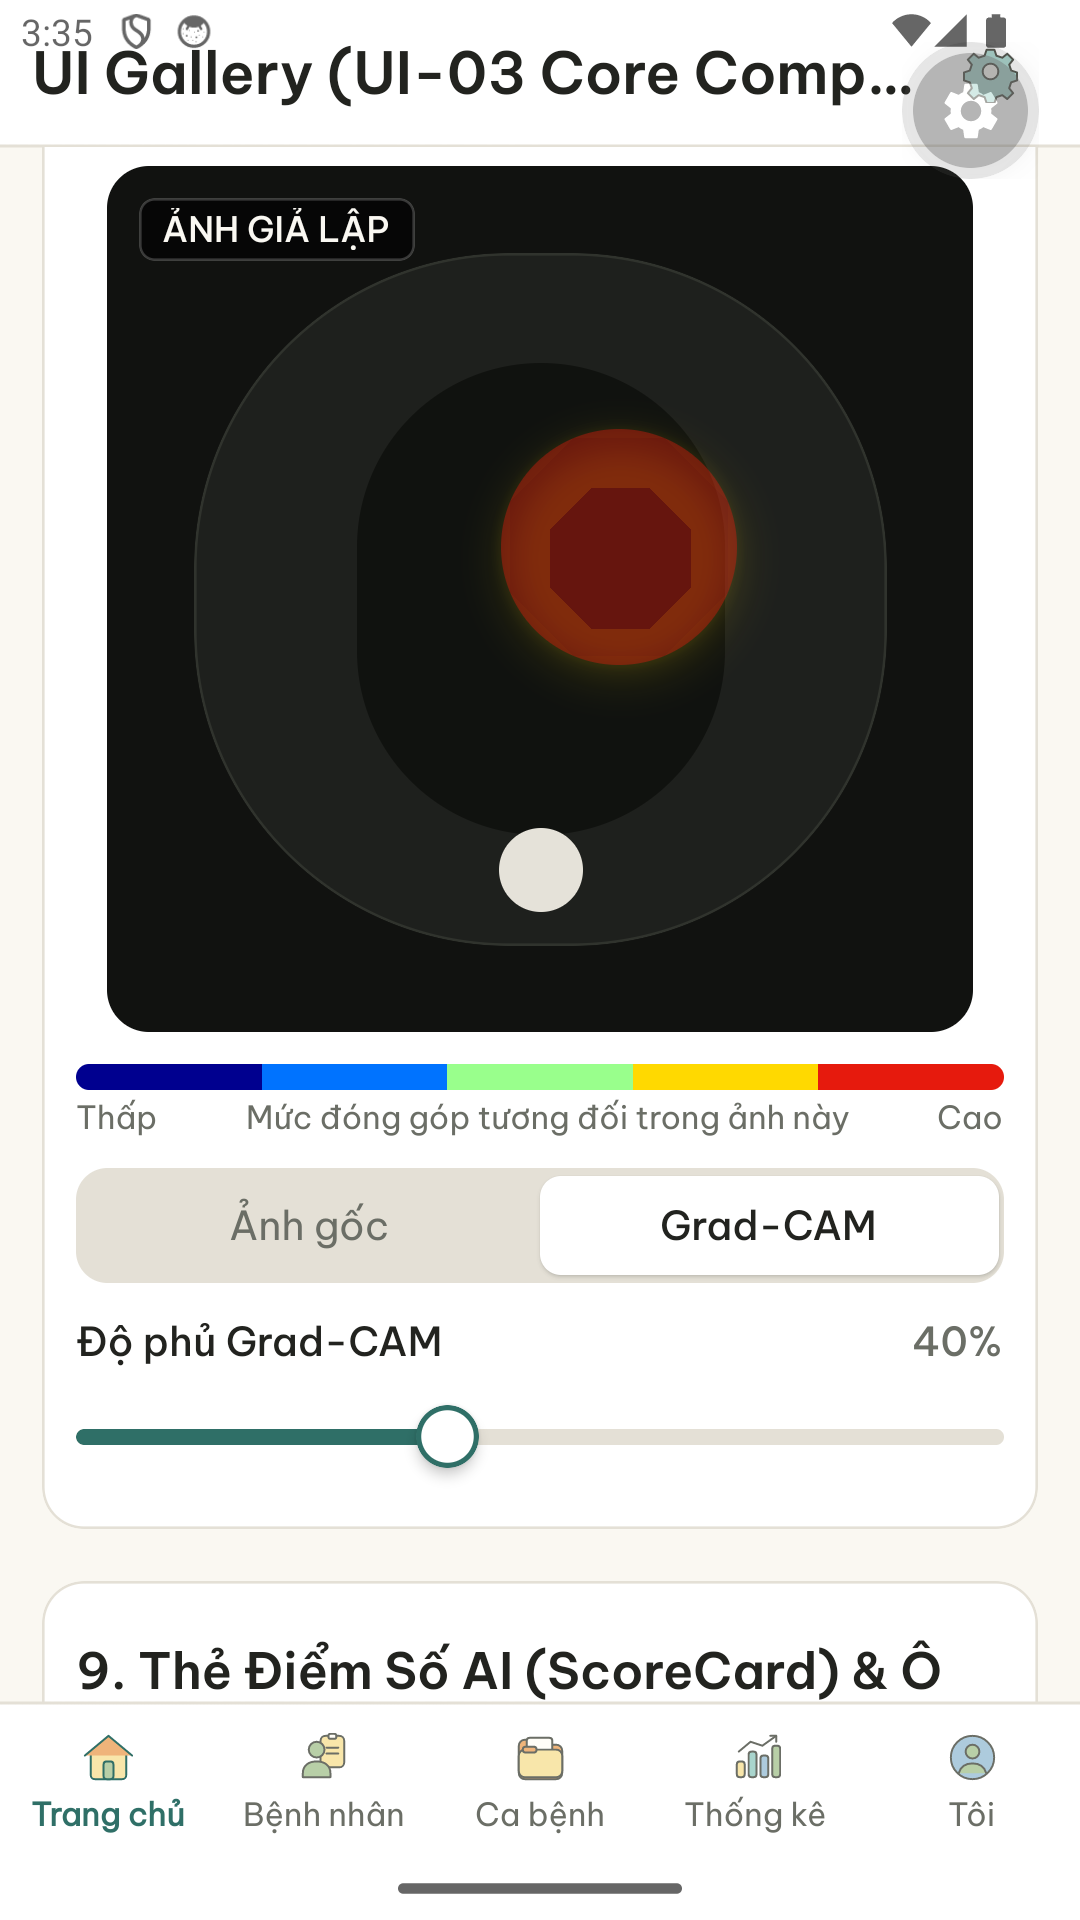 3:35
UI Gallery (UI-03 Core Comp...
ẢNH GIẢ LẬP
Thấp
Mức đóng góp tương đối trong ảnh này
Cao
Ảnh gốc
Grad-CAM
Độ phủ Grad-CAM
40%
9. Thẻ Điểm Số AI (ScoreCard) & Ô
Trang chủ
Bệnh nhân
Ca bệnh
Thống kê
Tôi